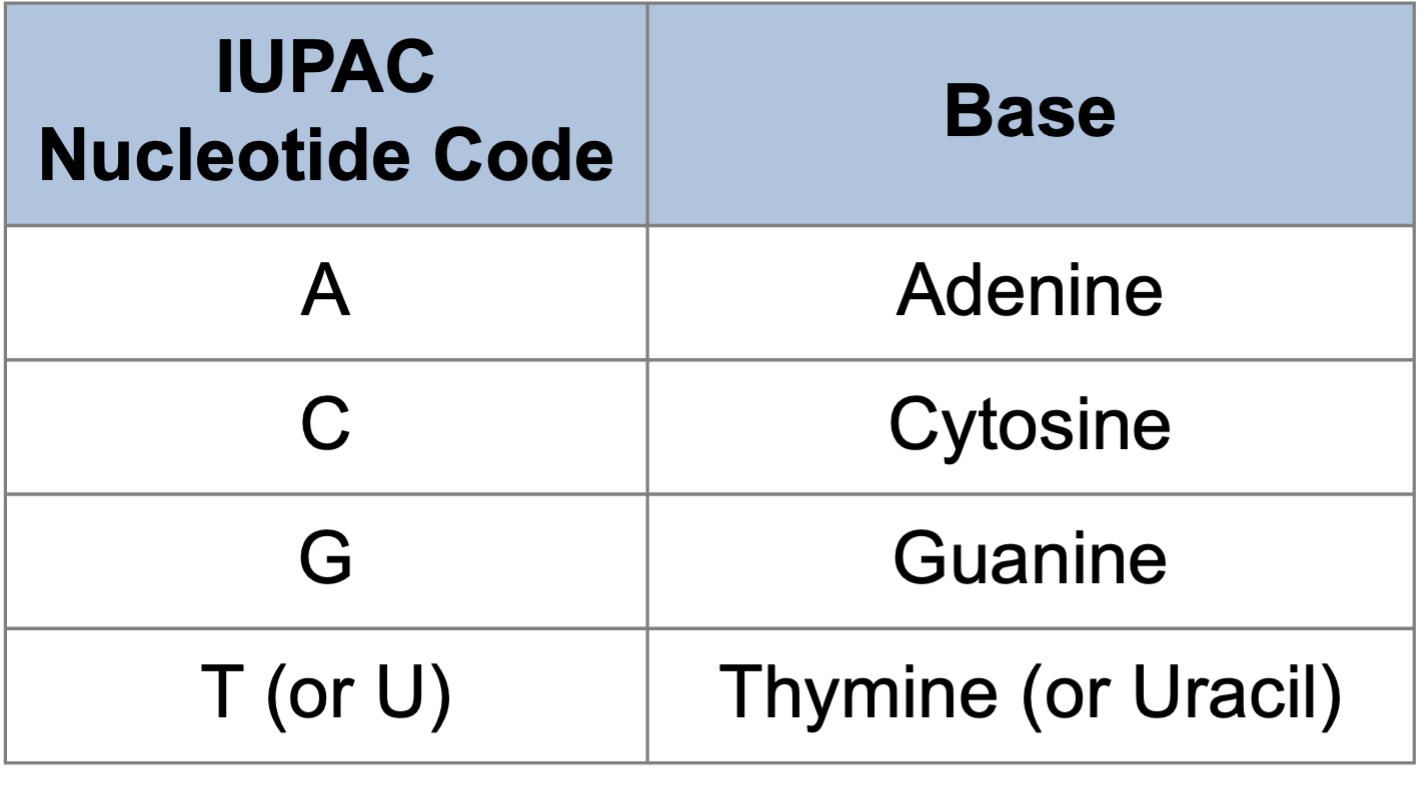 IUPAC
Nucleotide Code
Base
A
Adenine
C
Cytosine
G
Guanine
T (or U)
Thymine (or Uracil)